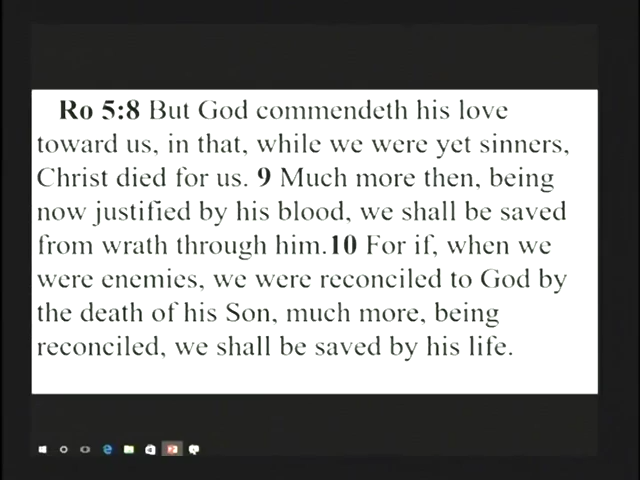 Ro 5:8 But God commendeth his love
toward us, in that, while we were yet sinners,
Christ died for us. 9 Much more then, being
now justified by his blood, we shall be saved
from wrath through him.10 For if, when we
were enemies, we were reconciled to God by
the death of his Son, much more, being
reconciled, we shall be saved by his life.